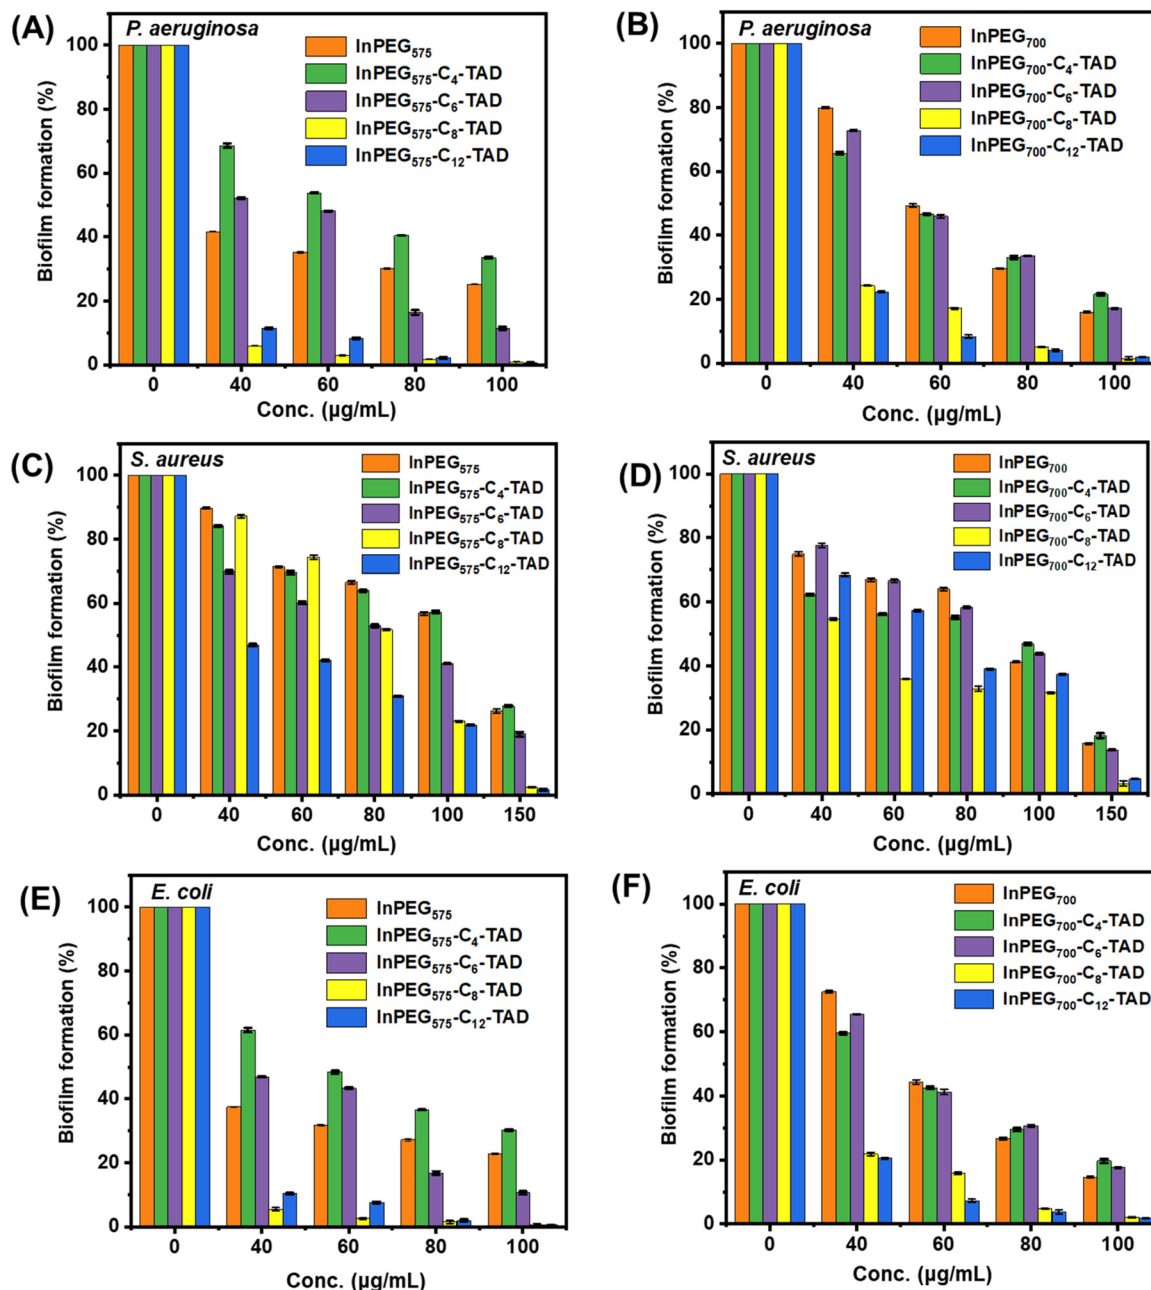 (A)
P. aeruginosa
InPEG₅₇₅
InPEG₅₇₅-C₄-TAD
InPEG₅₇₅-C₆-TAD
InPEG₅₇₅-C₈-TAD
InPEG₅₇₅-C₁₂-TAD
Biofilm formation (%)
100
80
60
40
20
0
0 40 60 80 100
Conc. (µg/mL)
(B)
P. aeruginosa
InPEG₇₀₀
InPEG₇₀₀-C₄-TAD
InPEG₇₀₀-C₆-TAD
InPEG₇₀₀-C₈-TAD
InPEG₇₀₀-C₁₂-TAD
Biofilm formation (%)
100
80
60
40
20
0
0 40 60 80 100
Conc. (µg/mL)
(C)
S. aureus
InPEG₅₇₅
InPEG₅₇₅-C₄-TAD
InPEG₅₇₅-C₆-TAD
InPEG₅₇₅-C₈-TAD
InPEG₅₇₅-C₁₂-TAD
Biofilm formation (%)
100
80
60
40
20
0
0 40 60 80 100 150
Conc. (µg/mL)
(D)
S. aureus
InPEG₇₀₀
InPEG₇₀₀-C₄-TAD
InPEG₇₀₀-C₆-TAD
InPEG₇₀₀-C₈-TAD
InPEG₇₀₀-C₁₂-TAD
Biofilm formation (%)
100
80
60
40
20
0
0 40 60 80 100 150
Conc. (µg/mL)
(E)
E. coli
InPEG₅₇₅
InPEG₅₇₅-C₄-TAD
InPEG₅₇₅-C₆-TAD
InPEG₅₇₅-C₈-TAD
InPEG₅₇₅-C₁₂-TAD
Biofilm formation (%)
100
80
60
40
20
0
0 40 60 80 100
Conc. (µg/mL)
(F)
E. coli
InPEG₇₀₀
InPEG₇₀₀-C₄-TAD
InPEG₇₀₀-C₆-TAD
InPEG₇₀₀-C₈-TAD
InPEG₇₀₀-C₁₂-TAD
Biofilm formation (%)
100
80
60
40
20
0
0 40 60 80 100
Conc. (µg/mL)